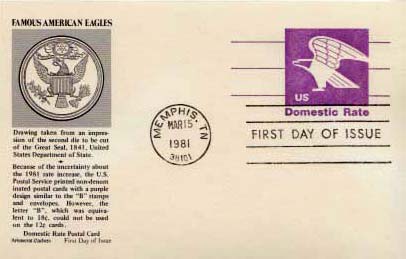 FAMOUS AMERICAN EAGLES
Drawing taken from an impres-
sion of the second die to be cut
of the Great Seal, 1841, United
States Department of State.
Because of the uncertainty about
the 1981 rate increase, the U.S.
Postal Service printed non-denom
inated postal cards with a purple
design similar to the "B" stamps
and envelopes. However, the
letter "B", which was equiva-
lent to 18¢, could not be used
on the 12¢ cards.
Domestic Rate Postal Card
Artmaster Cachets First Day of Issue
MEMPHIS, TN
MAR 15
1981
38101
US
Domestic Rate
FIRST DAY OF ISSUE